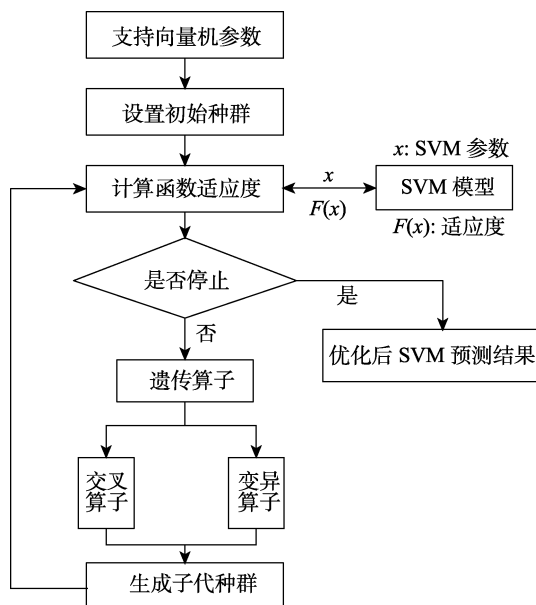 支持向量机参数
设置初始种群
x: SVM 参数
计算函数适应度
x
F(x)
SVM 模型
F(x): 适应度
是否停止
是
否
优化后 SVM 预测结果
遗传算子
交叉
算子
变异
算子
生成子代种群